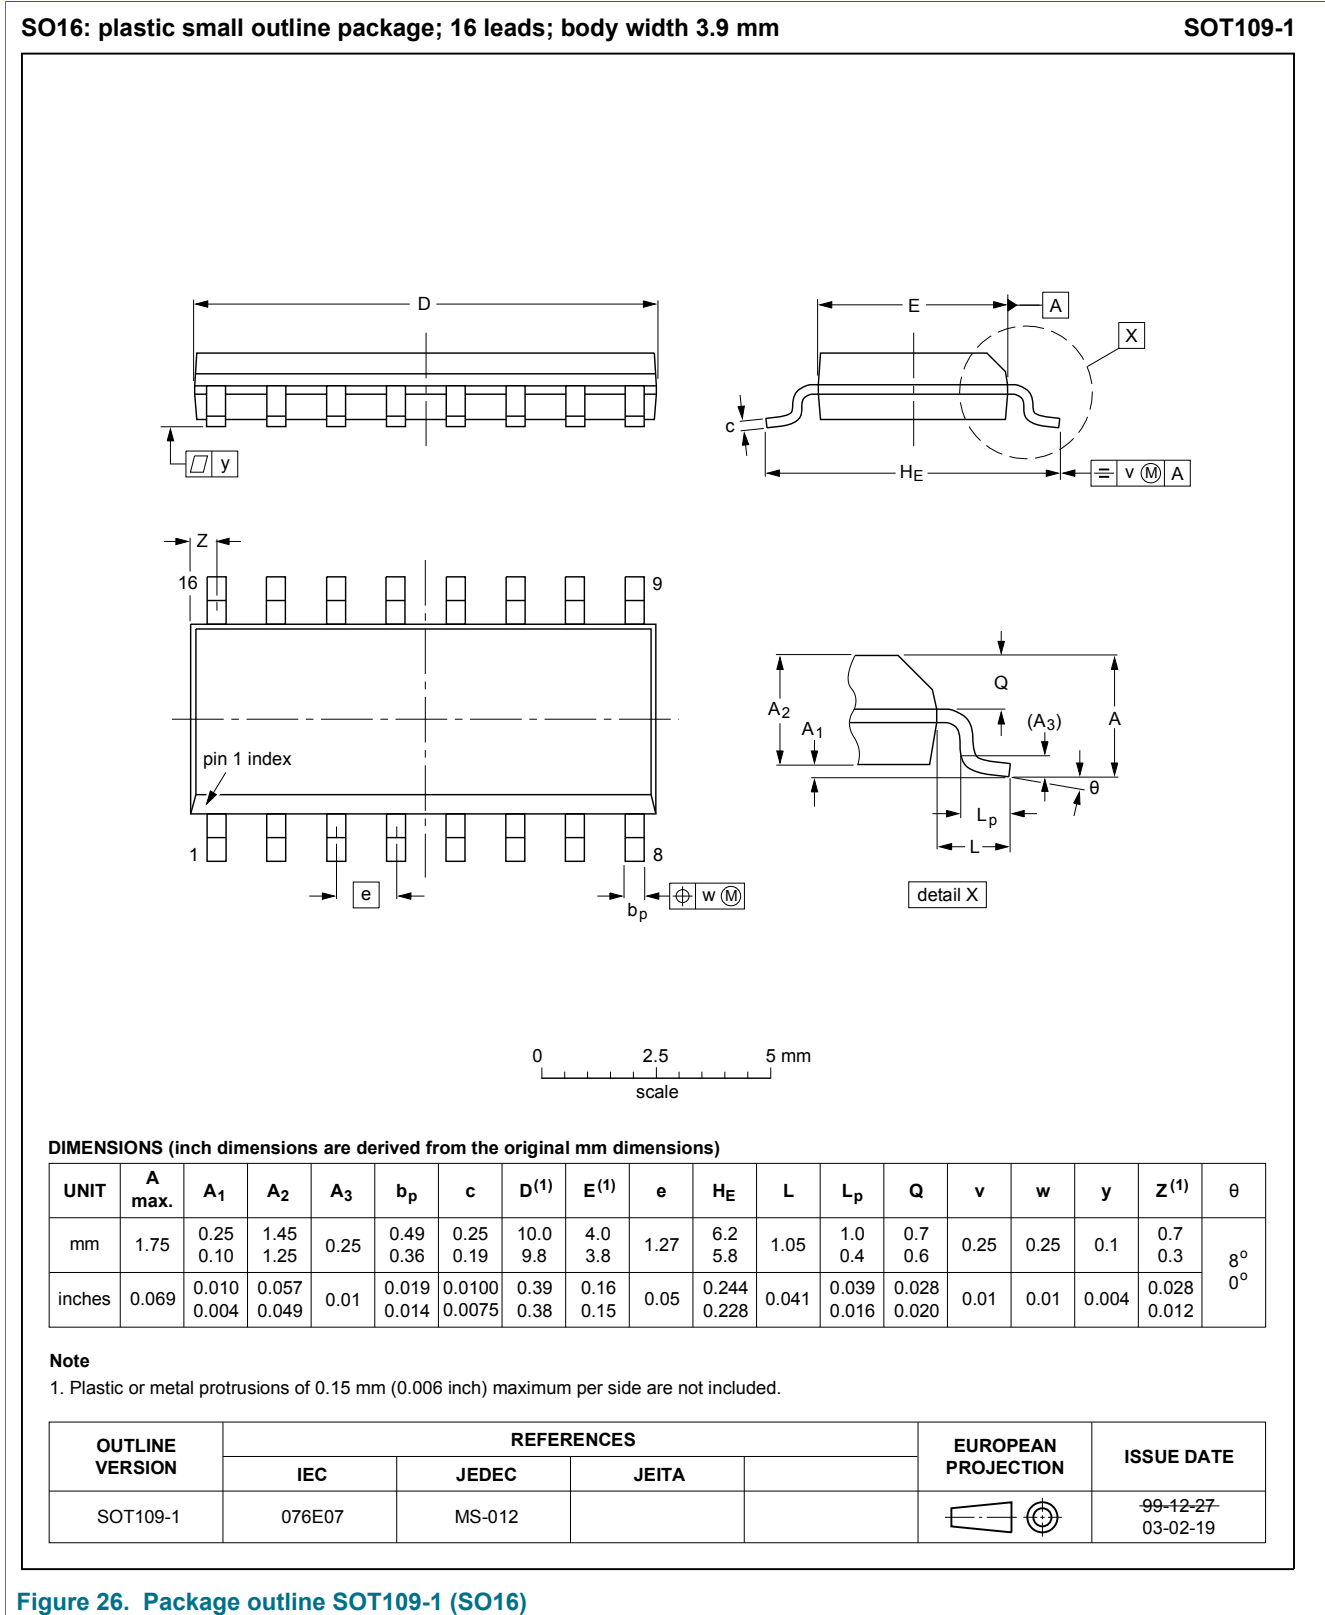 SO16: plastic small outline package; 16 leads; body width 3.9 mm SOT109-1
D
E
A
X
c
y
HE
v M A
Z
16
9
pin 1 index
1
8
e
w M
bp
A2
A1
Q
(A3)
A
θ
Lp
L
detail X
0 2.5 5 mm
scale
DIMENSIONS (inch dimensions are derived from the original mm dimensions)
UNIT A max. A1 A2 A3 bp c D(1) E(1) e HE L Lp Q v w y Z(1) θ
mm 1.75 0.25 0.10 1.45 1.25 0.25 0.49 0.36 0.25 0.19 10.0 9.8 4.0 3.8 1.27 6.2 5.8 1.05 1.0 0.4 0.7 0.6 0.25 0.25 0.1 0.7 0.3 8° 0°
inches 0.069 0.010 0.004 0.057 0.049 0.01 0.019 0.014 0.0100 0.0075 0.39 0.38 0.16 0.15 0.05 0.244 0.228 0.041 0.039 0.016 0.028 0.020 0.01 0.01 0.004 0.028 0.012
Note
1. Plastic or metal protrusions of 0.15 mm (0.006 inch) maximum per side are not included.
OUTLINE VERSION REFERENCES EUROPEAN PROJECTION ISSUE DATE
IEC JEDEC JEITA
SOT109-1 076E07 MS-012 99-12-27 03-02-19
Figure 26. Package outline SOT109-1 (SO16)